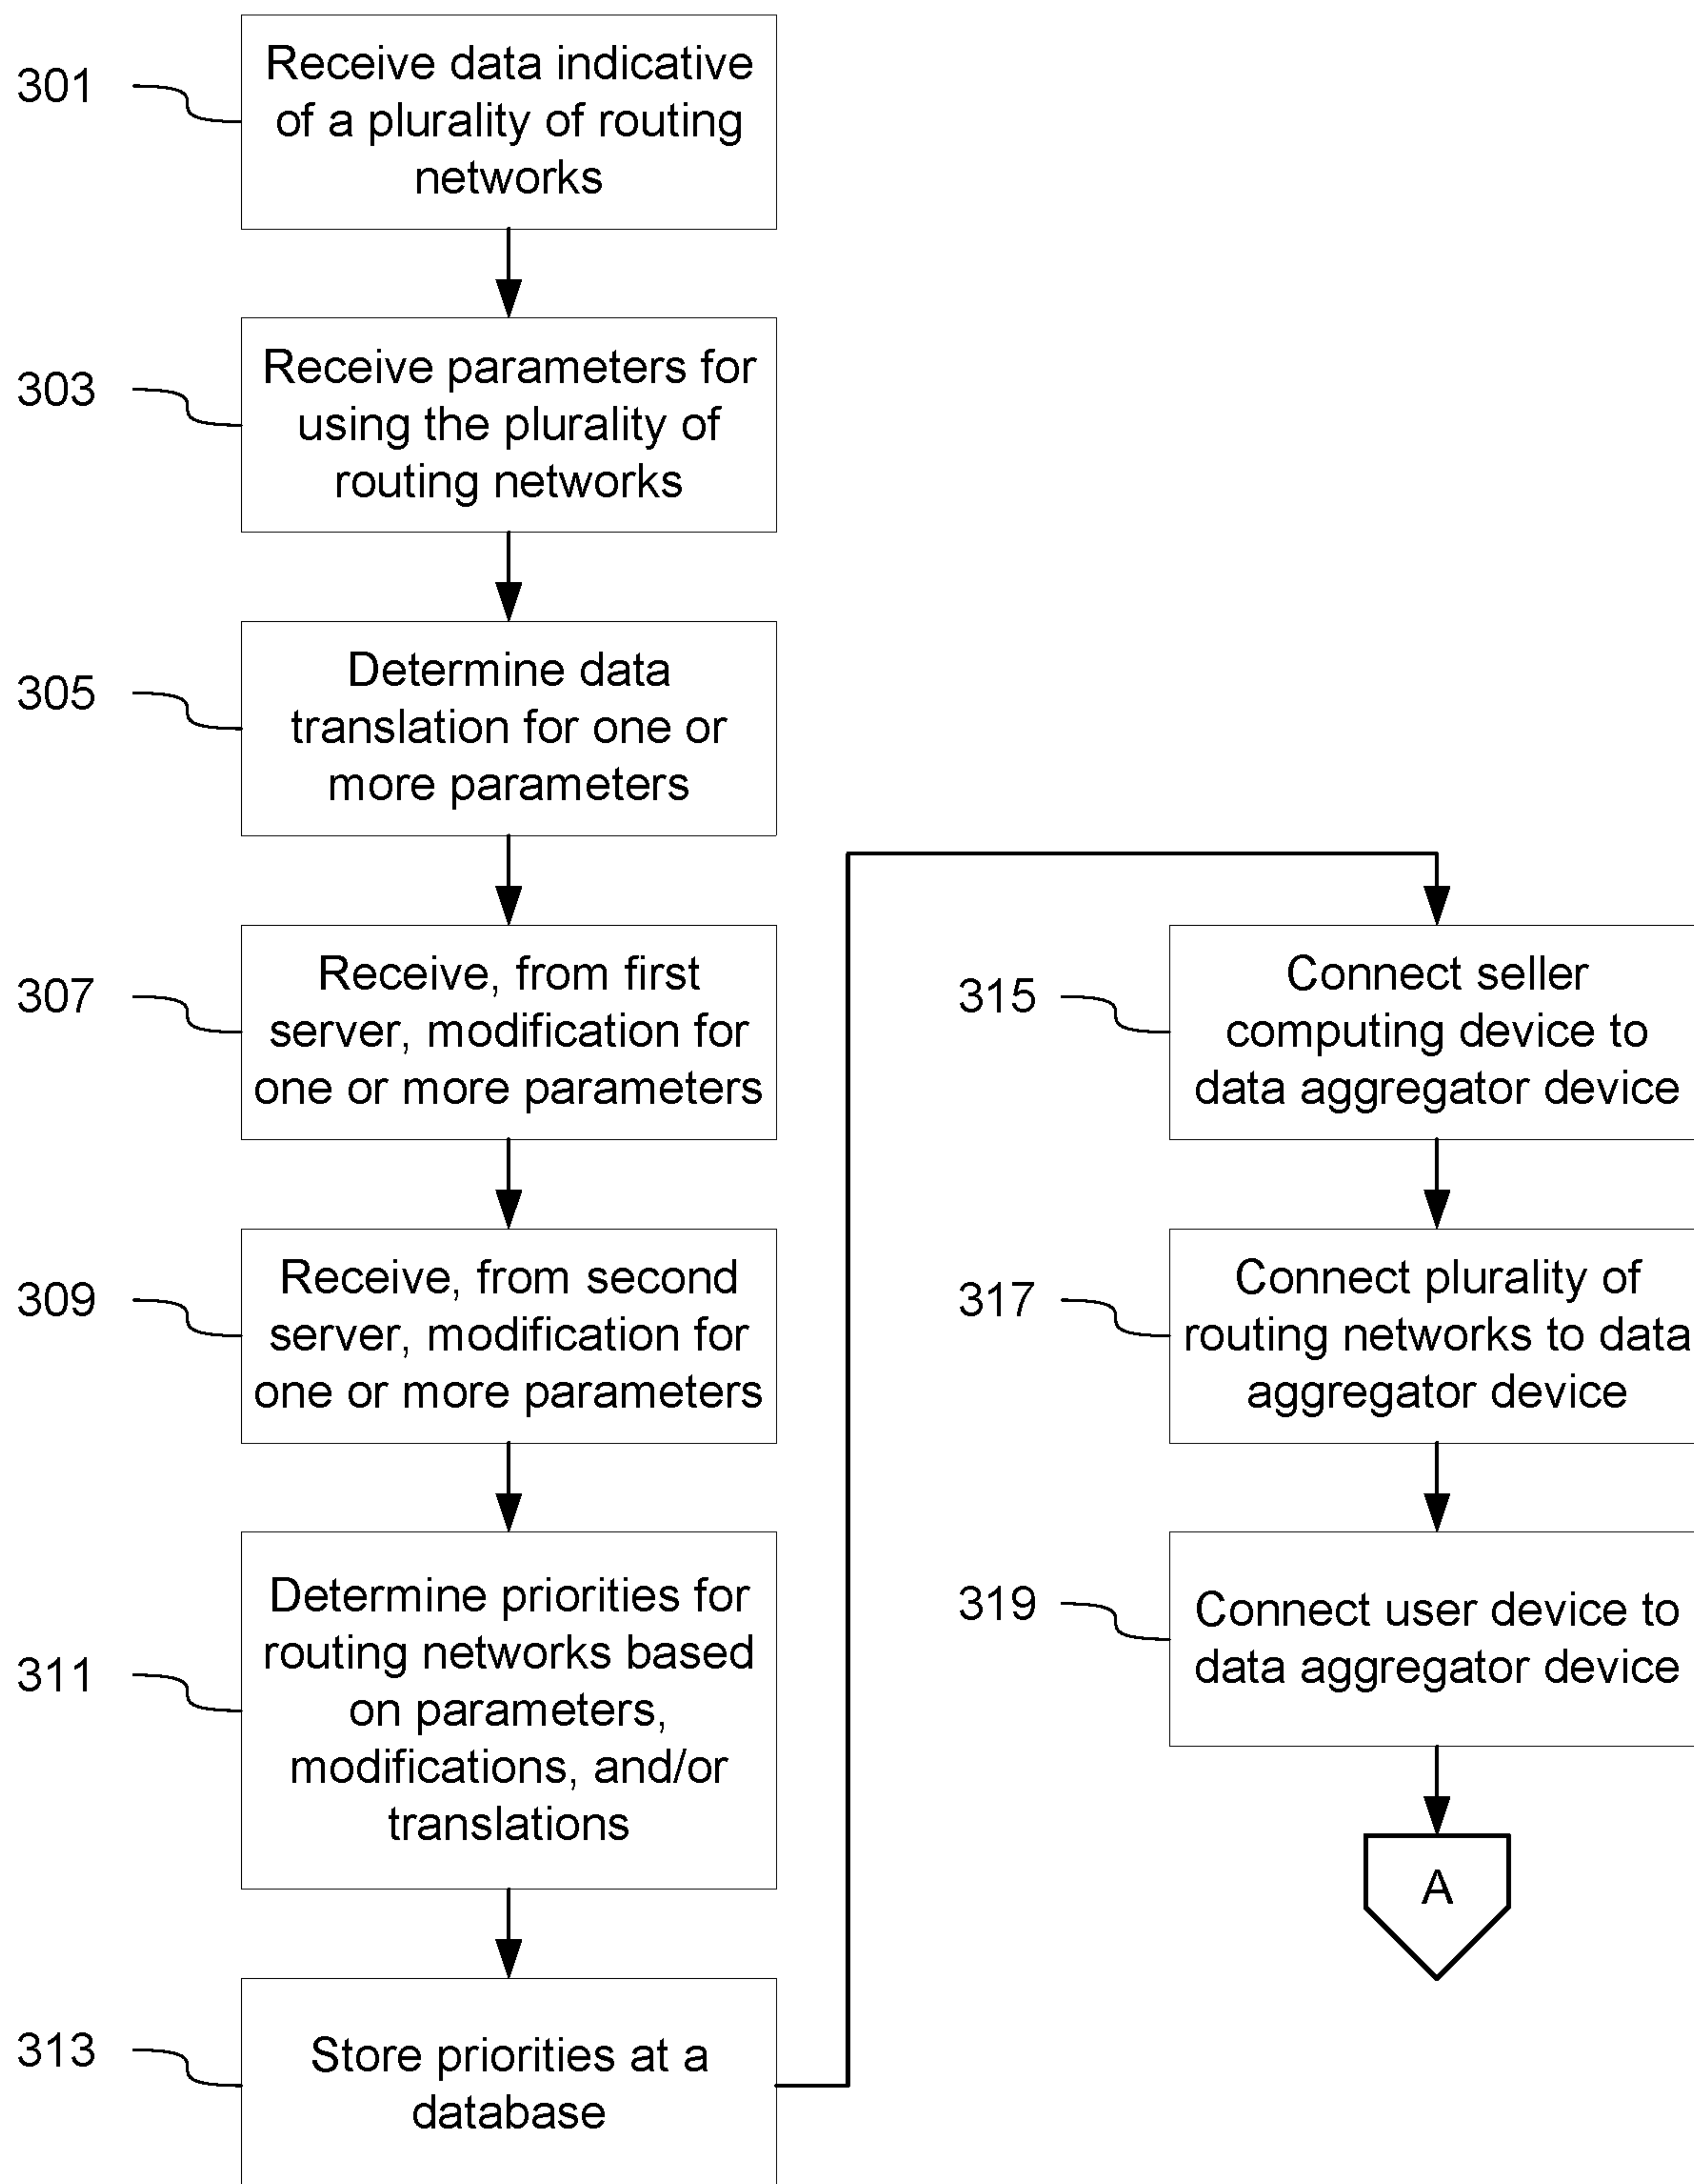 301
Receive data indicative
of a plurality of routing
networks
303
Receive parameters for
using the plurality of
routing networks
305
Determine data
translation for one or
more parameters
307
Receive, from first
server, modification for
one or more parameters
309
Receive, from second
server, modification for
one or more parameters
311
Determine priorities for
routing networks based
on parameters,
modifications, and/or
translations
313
Store priorities at a
database
315
Connect seller
computing device to
data aggregator device
317
Connect plurality of
routing networks to data
aggregator device
319
Connect user device to
data aggregator device
A